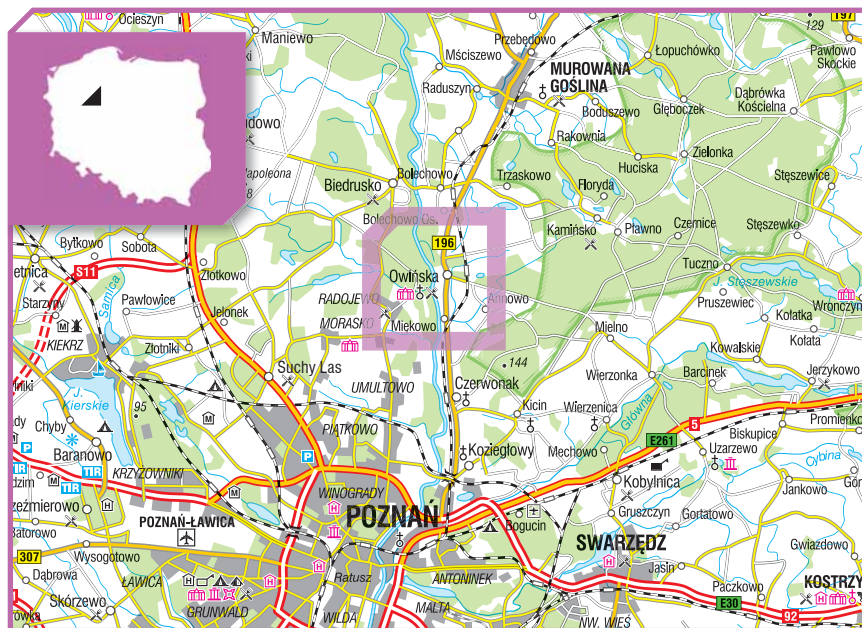 Ocieszyn
Maniewo
Przebędowo
Mściszewo
MUROWANA
GOŚLINA
Raduszyn
Boduszewo
Łopuchówko
129
197
Pawłowo
Skockie
Dąbrówka
Kościelna
Głęboczek
Rakownia
Zielonka
Huciska
Trzaskowo
Floryda
Stęszewice
Biedrusko
Bolechowo
Bolechowo Os.
Kamińsko
Pławno
Czernice
Stęszewko
196
Tuczno
J. Stęszewskie
Wronczyn
Pruszewiec
Owińska
Annowo
Miękowo
RADOJEWO
MORASKO
Bytkowo
Sobota
Złotkowo
S11
Samica
Starzyny
Pawłowice
Jelonek
KIEKRZ
Złotniki
Suchy Las
Mielno
Kołatka
Kołata
Kowalskie
144
UMULTOWO
Czerwonak
Wierzonka
Barcinek
Jerzykowo
J.
Kierskie
95
Chyby
Baranowo
PIĄTKOWO
Kicin
Wierzenica
Główna
5
Biskupice
Promienko
E261
Uzarzewo
Mechowo
Koziegłowy
Cybina
KRZYŻOWNIKI
P
TIR
TIR
P
WINOGRADY
Kobylnica
Jankowo
Gruszczyn
Gortatowo
POZNAŃ-ŁAWICA
POZNAŃ
Bogucin
SWARZĘDZ
Gwiazdowo
307
Wysogotowo
Dąbrowa
ŁAWICA
Ratusz
ANTONINEK
Jasin
Paczkowo
KOSTRZY
Skórzewo
GRUNWALD
WILDA
MALTA
NW. WIEŚ
E30
92